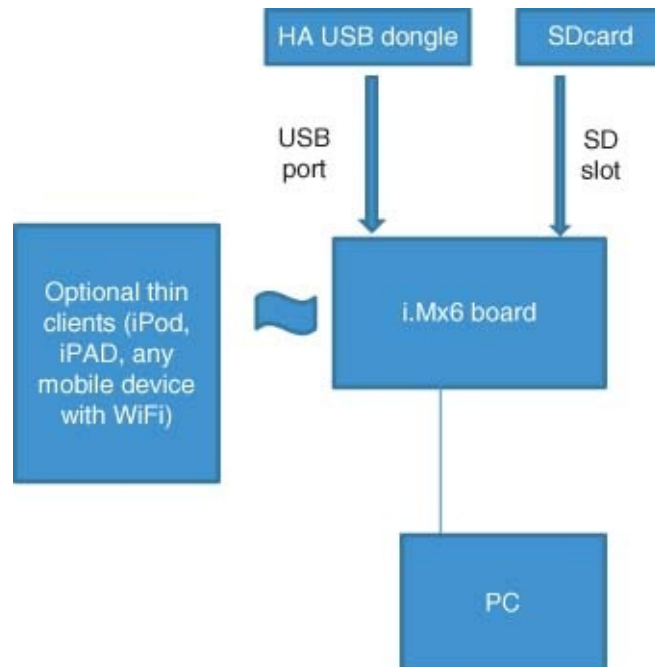 HA USB dongle
SDcard
USB
port
SD
slot
Optional thin
clients (iPod,
iPAD, any
mobile device
with WiFi)
i.Mx6 board
PC